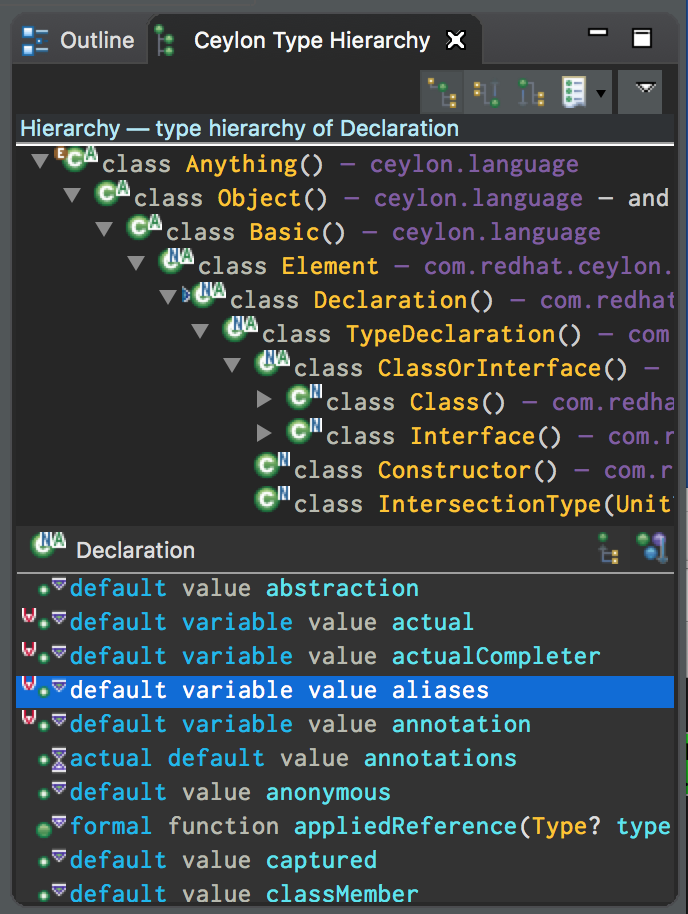 Outline Ceylon Type Hierarchy
Hierarchy — type hierarchy of Declaration
class Anything() — ceylon.language
class Object() — ceylon.language — and
class Basic() — ceylon.language
class Element — com.redhat.ceylon.
class Declaration() — com.redhat
class TypeDeclaration() — com
class ClassOrInterface() —
class Class() — com.redha
class Interface() — com.r
class Constructor() — com.r
class IntersectionType(Unit
Declaration
default value abstraction
default variable value actual
default variable value actualCompleter
default variable value aliases
default variable value annotation
actual default value annotations
default value anonymous
formal function appliedReference(Type? type
default value captured
default value classMember